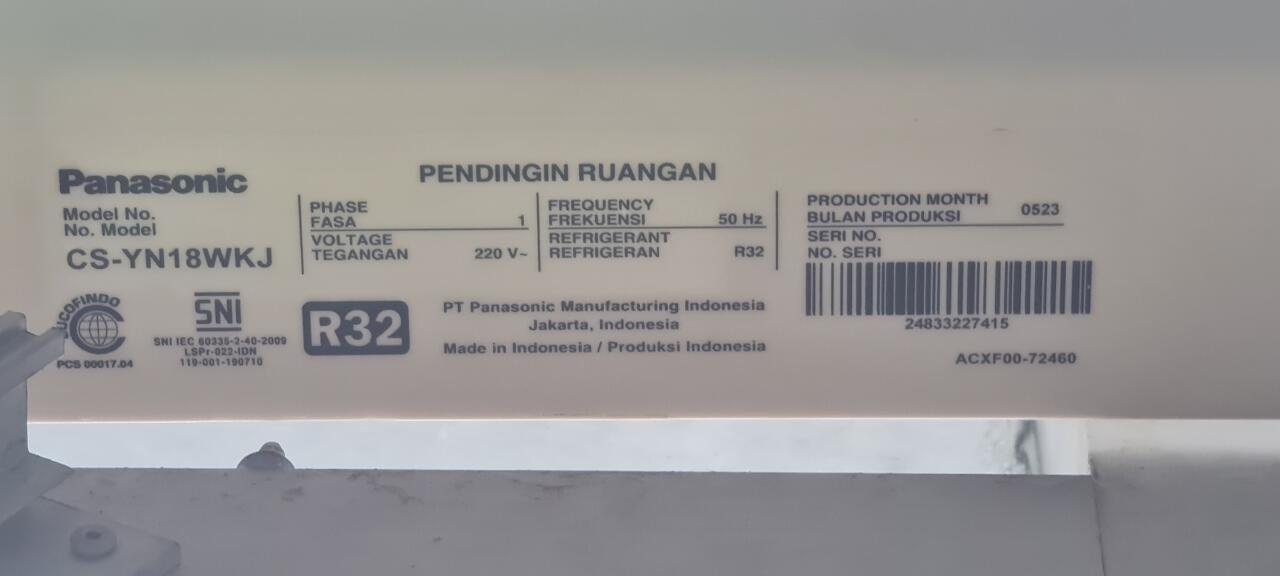 Panasonic
Model No.
No. Model
CS-YN18WKJ
PENDINGIN RUANGAN
PHASE
FASA 1
VOLTAGE
TEGANGAN 220 V~
FREQUENCY
FREKUENSI 50 Hz
REFRIGERANT
REFRIGERAN R32
PRODUCTION MONTH
BULAN PRODUKSI 0523
SERI NO.
NO. SERI
24833227415
ACXF00-72460
UCOFINDO
PCS 00017.04
SNI
SNI IEC 60335-2-40-2009
LSPr-022-IDN
119-001-190710
R32
PT Panasonic Manufacturing Indonesia
Jakarta, Indonesia
Made in Indonesia / Produksi Indonesia